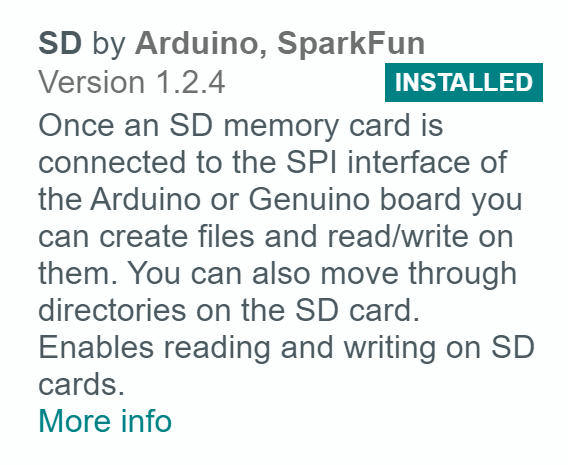 SD by Arduino, SparkFun
Version 1.2.4 INSTALLED
Once an SD memory card is
connected to the SPI interface of
the Arduino or Genuino board you
can create files and read/write on
them. You can also move through
directories on the SD card.
Enables reading and writing on SD
cards.
More info